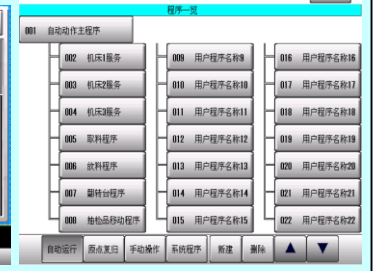 程序一览
001 自动动作主程序
002 机床1服务
003 机床2服务
004 机床3服务
005 取料程序
006 放料程序
007 翻转台程序
008 抽检品移动程序
009 用户程序名称9
010 用户程序名称10
011 用户程序名称11
012 用户程序名称12
013 用户程序名称13
014 用户程序名称14
015 用户程序名称15
016 用户程序名称16
017 用户程序名称17
018 用户程序名称18
019 用户程序名称19
020 用户程序名称20
021 用户程序名称21
022 用户程序名称22
自动运行 原点复归 手动操作 系统程序 新建 删除